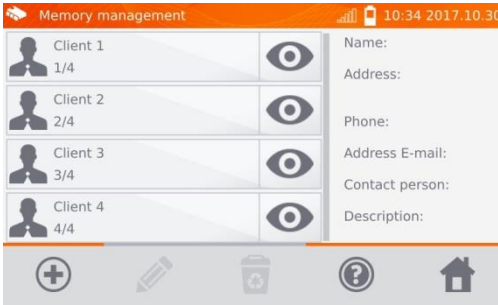 Memory management
10:34 2017.10.30
Client 1
1/4
Client 2
2/4
Client 3
3/4
Client 4
4/4
Name:
Address:
Phone:
Address E-mail:
Contact person:
Description: